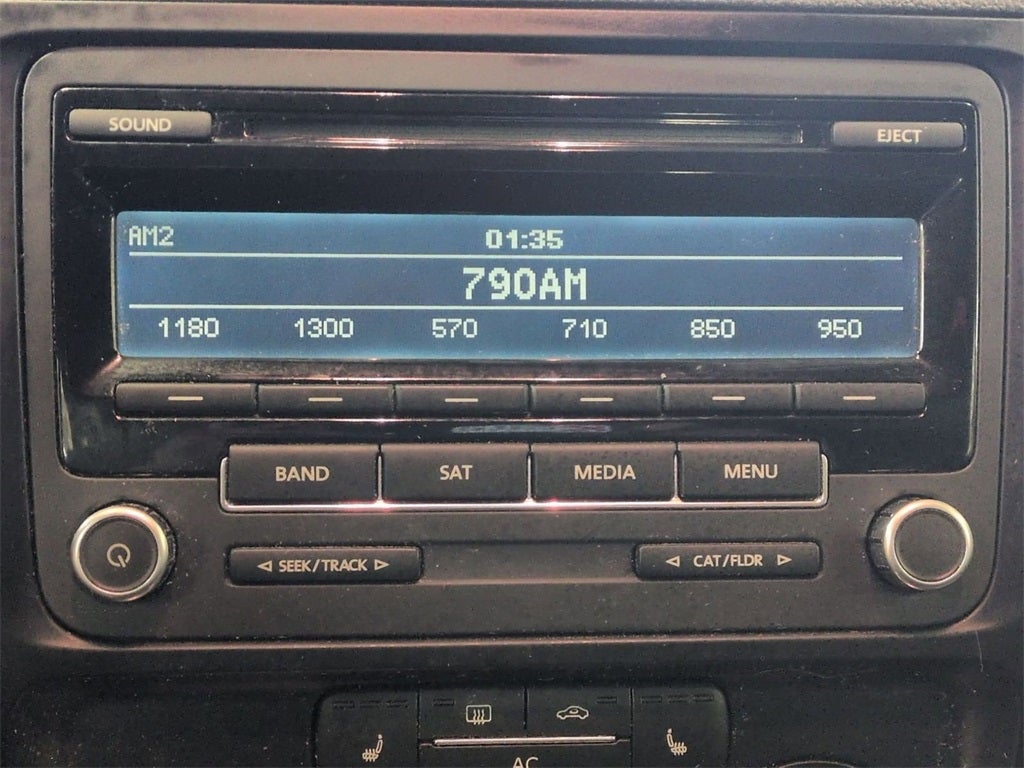 SOUND EJECT
AM2 01:35
790AM
1180 1300 570 710 850 950
BAND SAT MEDIA MENU
SEEK/TRACK CAT/FLDR
AC